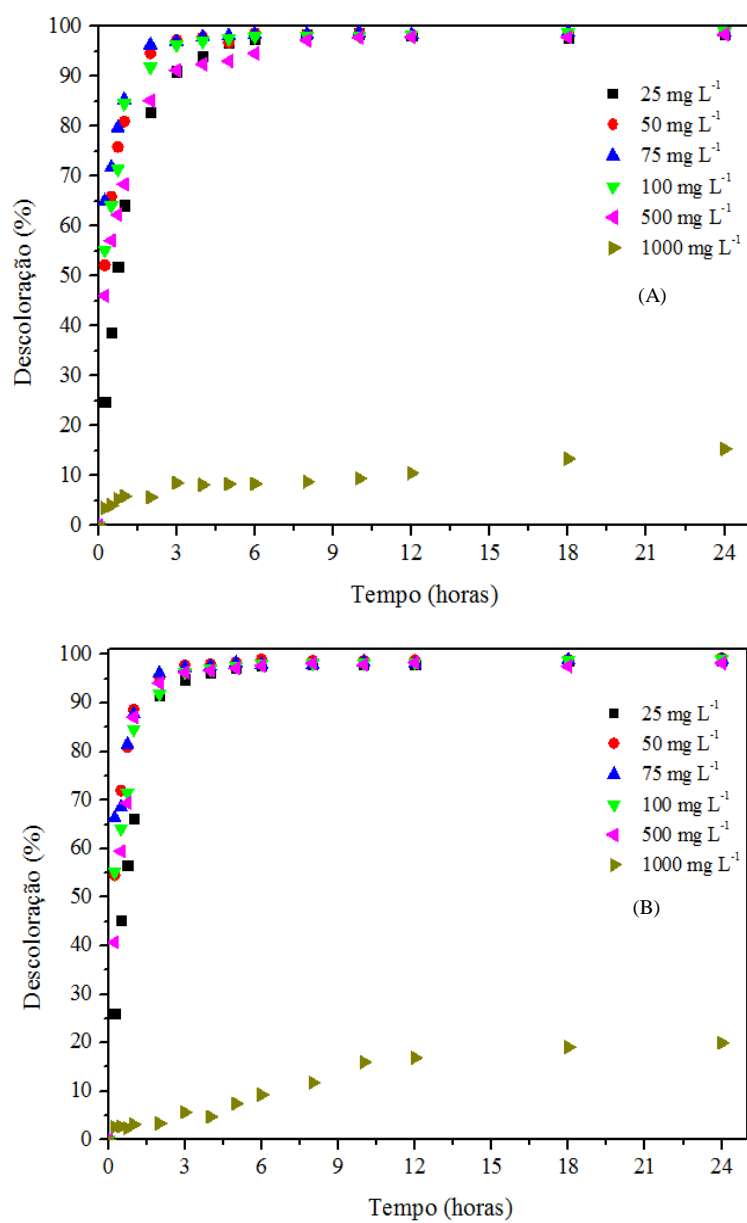 100
90
80
70
60
50
40
30
20
10
0
Descoloração (%)
25 mg L-1
50 mg L-1
75 mg L-1
100 mg L-1
500 mg L-1
1000 mg L-1
(A)
0 3 6 9 12 15 18 21 24
Tempo (horas)
100
90
80
70
60
50
40
30
20
10
0
Descoloração (%)
25 mg L-1
50 mg L-1
75 mg L-1
100 mg L-1
500 mg L-1
1000 mg L-1
(B)
0 3 6 9 12 15 18 21 24
Tempo (horas)